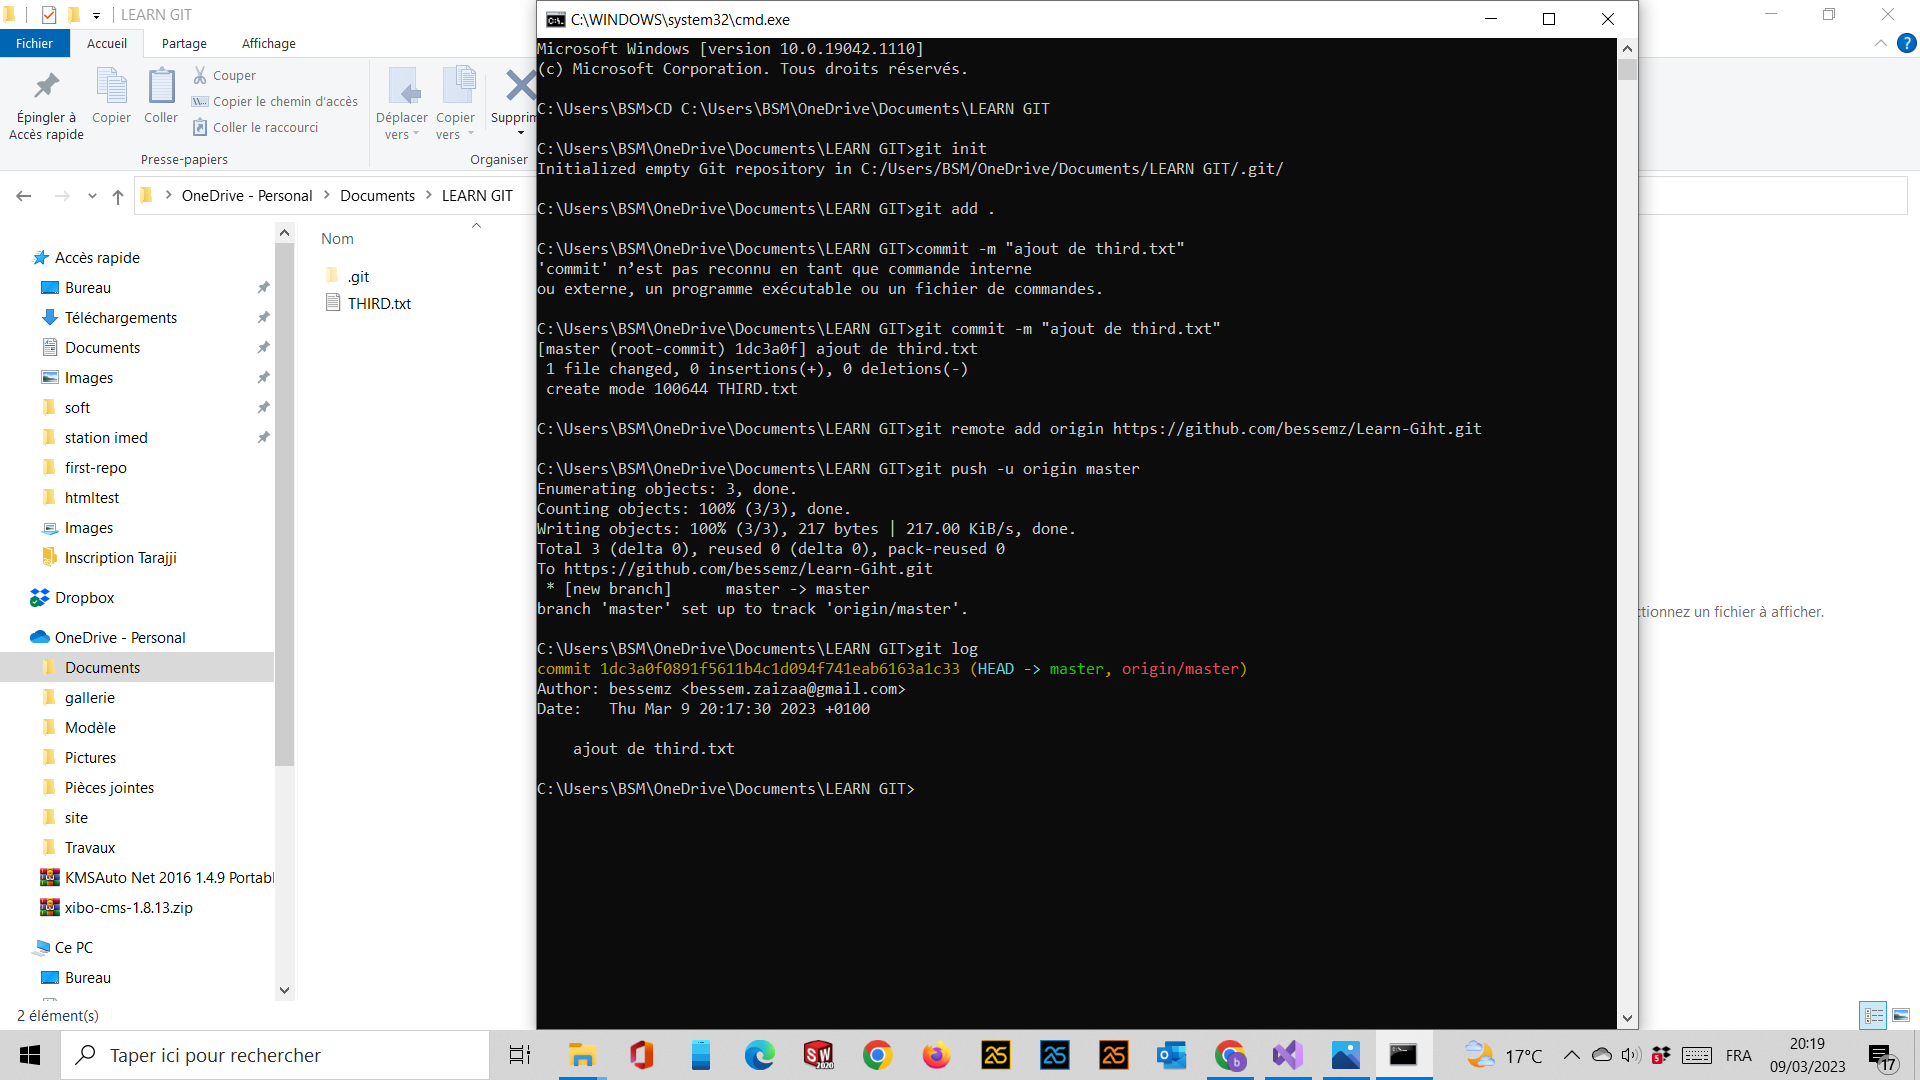 LEARN GIT
Fichier
Accueil
Partage
Affichage
Épingler à
Accès rapide
Copier
Coller
Couper
Copier le chemin d'accès
Coller le raccourci
Presse-papiers
Déplacer
vers
Copier
vers
Organiser
OneDrive - Personal
Documents
LEARN GIT
Accès rapide
Bureau
Téléchargements
Documents
Images
soft
station imed
first-repo
htmltest
Images
Inscription Tarajji
Dropbox
OneDrive - Personal
Documents
gallerie
Modèle
Pictures
Pièces jointes
site
Travaux
KMSAuto Net 2016 1.4.9 Portabl
xibo-cms-1.8.13.zip
Ce PC
Bureau
2 élément(s)
Nom
.git
THIRD.txt
C:\WINDOWS\system32\cmd.exe
Microsoft Windows [version 10.0.19042.1110]
(c) Microsoft Corporation. Tous droits réservés.
C:\Users\BSM>CD C:\Users\BSM\OneDrive\Documents\LEARN GIT
C:\Users\BSM\OneDrive\Documents\LEARN GIT>git init
Initialized empty Git repository in C:/Users/BSM/OneDrive/Documents/LEARN GIT/.git/
C:\Users\BSM\OneDrive\Documents\LEARN GIT>git add .
C:\Users\BSM\OneDrive\Documents\LEARN GIT>commit -m "ajout de third.txt"
'commit' n’est pas reconnu en tant que commande interne
ou externe, un programme exécutable ou un fichier de commandes.
C:\Users\BSM\OneDrive\Documents\LEARN GIT>git commit -m "ajout de third.txt"
[master (root-commit) 1dc3a0f] ajout de third.txt
1 file changed, 0 insertions(+), 0 deletions(-)
create mode 100644 THIRD.txt
C:\Users\BSM\OneDrive\Documents\LEARN GIT>git remote add origin https://github.com/bessemz/Learn-Giht.git
C:\Users\BSM\OneDrive\Documents\LEARN GIT>git push -u origin master
Enumerating objects: 3, done.
Counting objects: 100% (3/3), done.
Writing objects: 100% (3/3), 217 bytes | 217.00 KiB/s, done.
Total 3 (delta 0), reused 0 (delta 0), pack-reused 0
To https://github.com/bessemz/Learn-Giht.git
* [new branch]      master -> master
branch 'master' set up to track 'origin/master'.
C:\Users\BSM\OneDrive\Documents\LEARN GIT>git log
commit 1dc3a0f0891f5611b4c1d094f741eab6163a1c33 (HEAD -> master, origin/master)
Author: bessemz <bessem.zaizaa@gmail.com>
Date:   Thu Mar 9 20:17:30 2023 +0100
ajout de third.txt
C:\Users\BSM\OneDrive\Documents\LEARN GIT>
un fichier à afficher.
Taper ici pour rechercher
17°C
FRA
20:19
09/03/2023
17